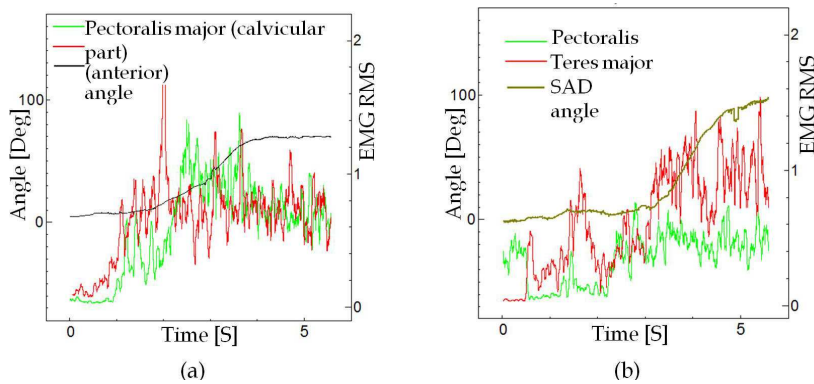 Pectoralis major (calvicular
part)
(anterior)
angle
2
100
1
0
0
Angle [Deg]
EMG RMS
0
5
Time [S]
(a)
Pectoralis
Teres major
SAD
angle
2
100
1
0
0
Angle [Deg]
EMG RMS
0
5
Time [S]
(b)